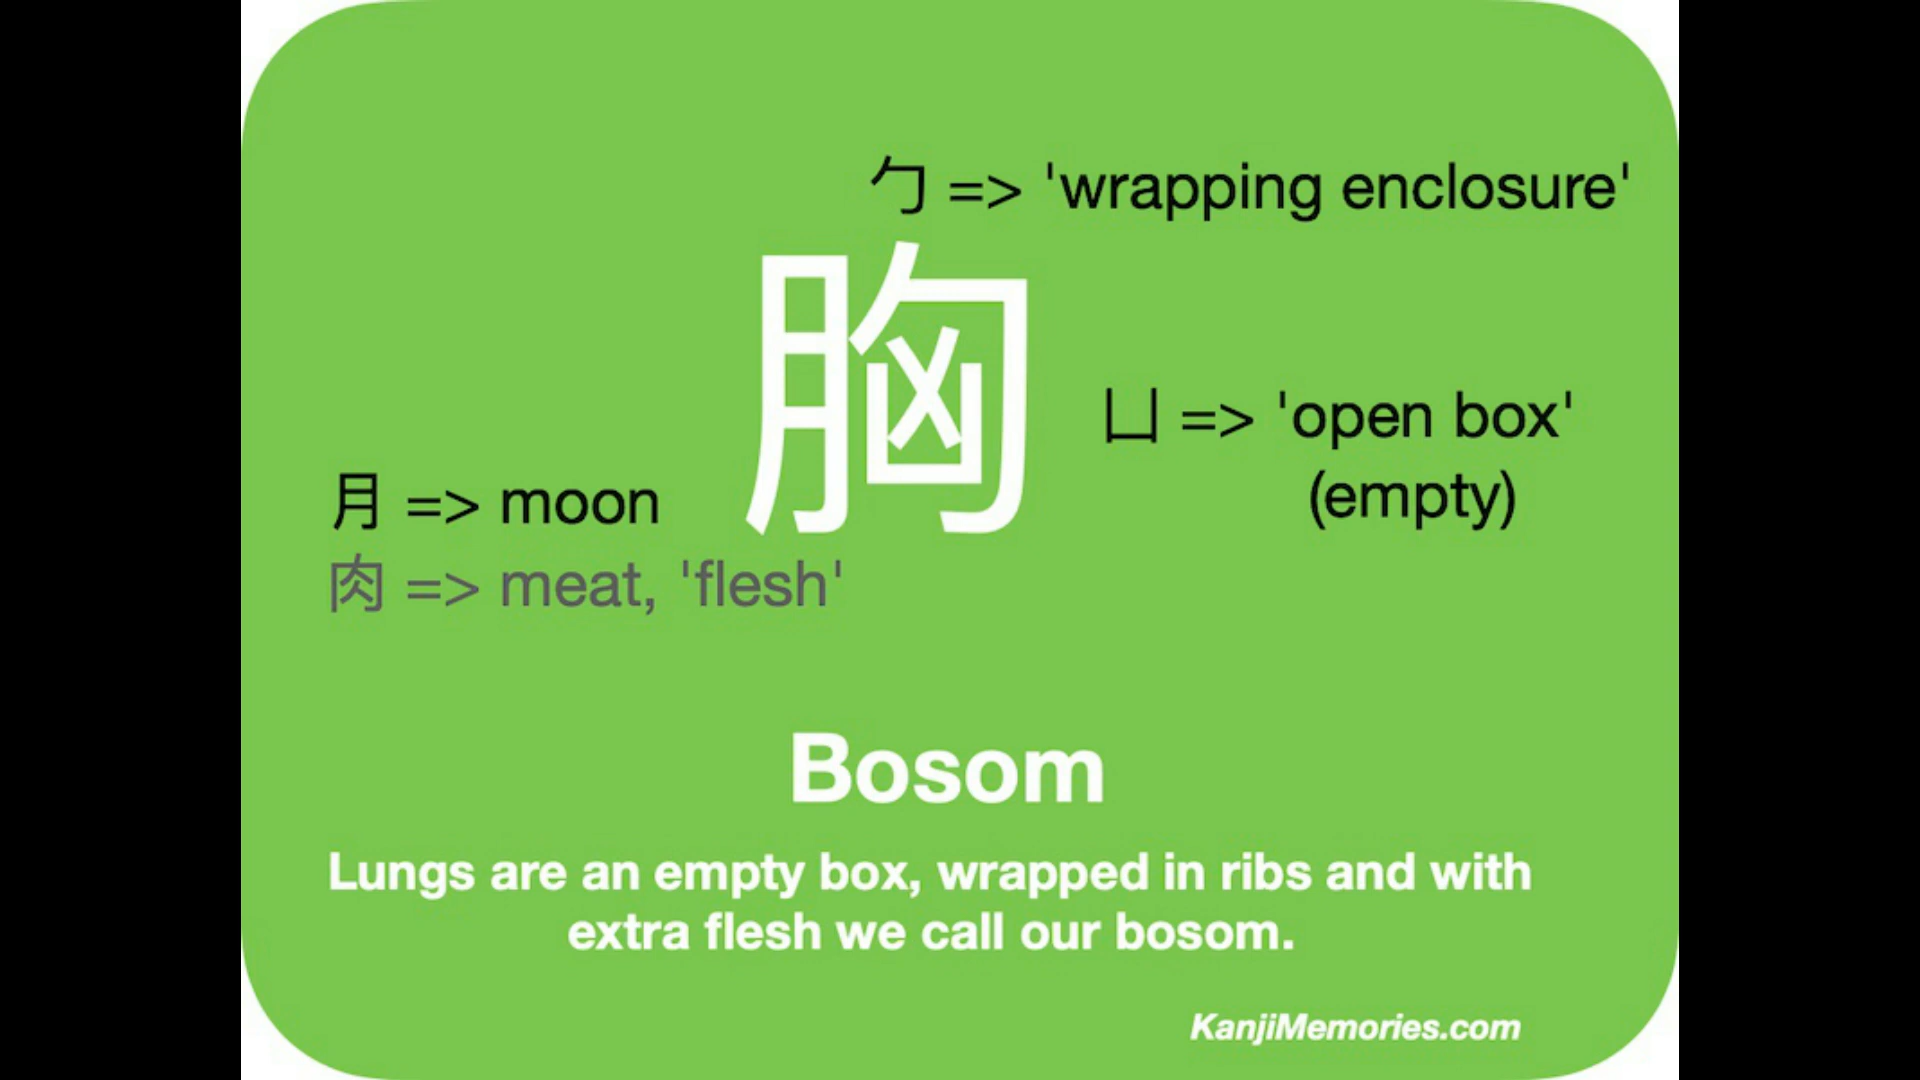 勹 => 'wrapping enclosure'
胸
凵 => 'open box'
(empty)
月 => moon
肉 => meat, 'flesh'
Bosom
Lungs are an empty box, wrapped in ribs and with
extra flesh we call our bosom.
KanjiMemories.com